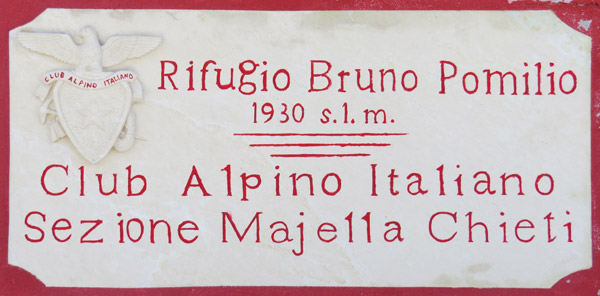 CLUB ALPINO ITALIANO
Rifugio Bruno Pomilio
1930 s.l.m.
Club Alpino Italiano
Sezione Majella Chieti